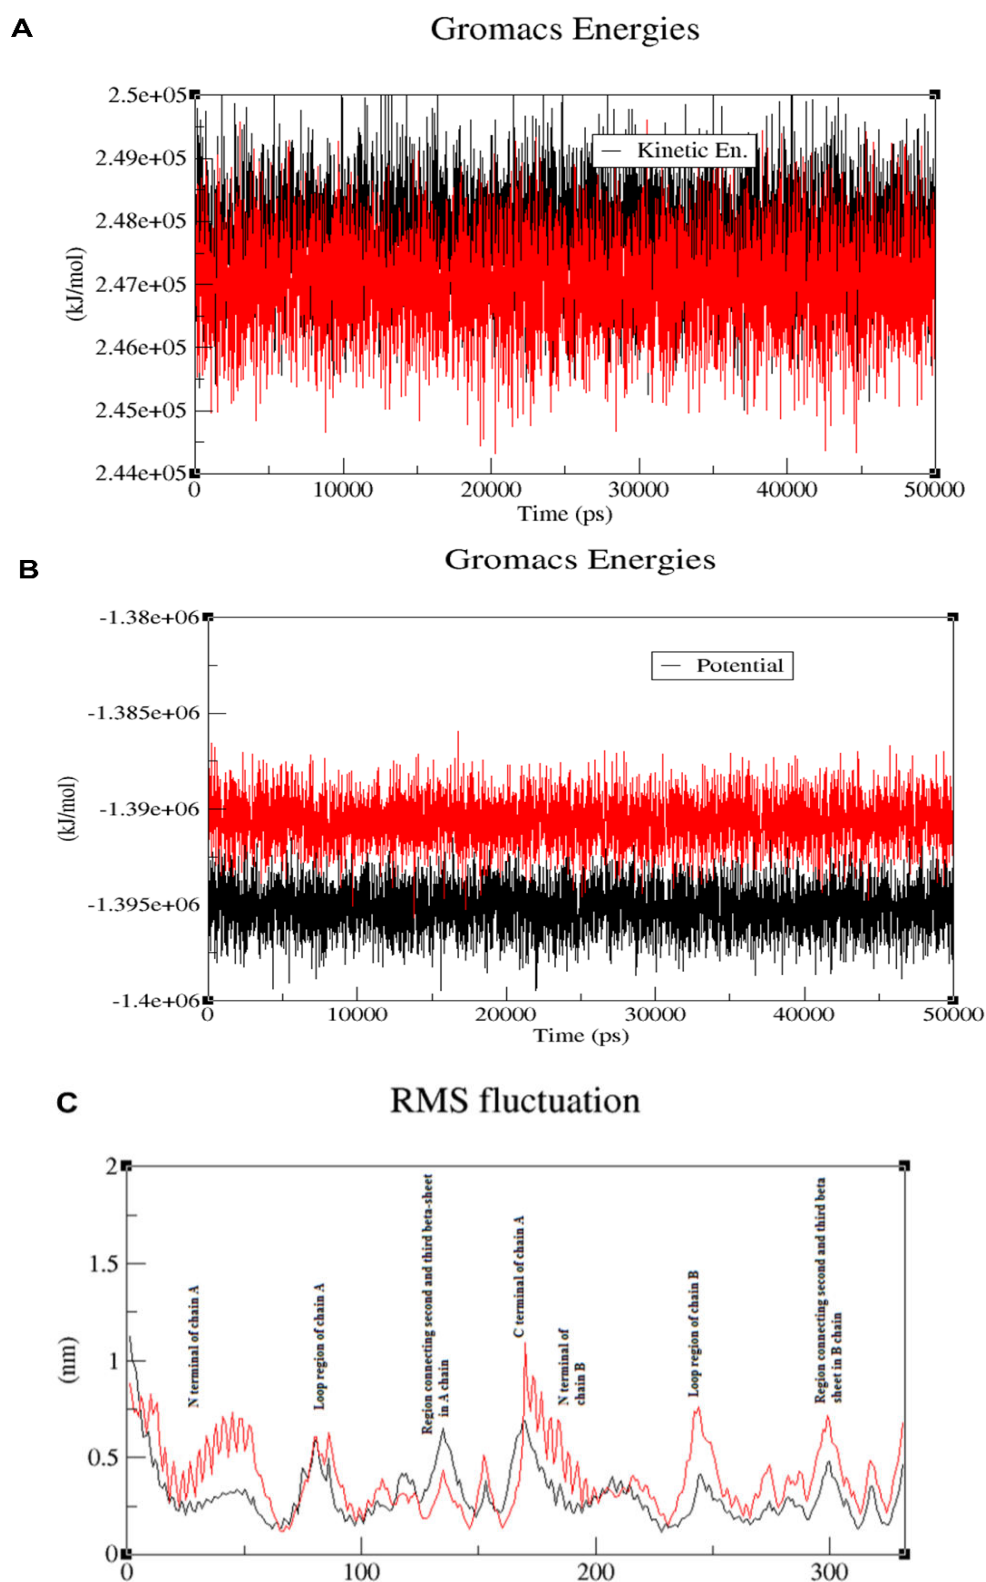 A
Gromacs Energies
2.5e+05
2.49e+05
2.48e+05
2.47e+05
2.46e+05
2.45e+05
2.44e+05
(kJ/mol)
Kinetic En.
0 10000 20000 30000 40000 50000
Time (ps)
B
Gromacs Energies
-1.38e+06
-1.385e+06
-1.39e+06
-1.395e+06
-1.4e+06
(kJ/mol)
Potential
0 10000 20000 30000 40000 50000
Time (ps)
C
RMS fluctuation
2
1.5
1
0.5
0
(nm)
N terminal of chain A
Loop region of chain A
Region connecting second and third beta-sheet
in A chain
C terminal of chain A
N terminal of
chain B
Loop region of chain B
Region connecting second and third beta
sheet in B chain
0 100 200 300